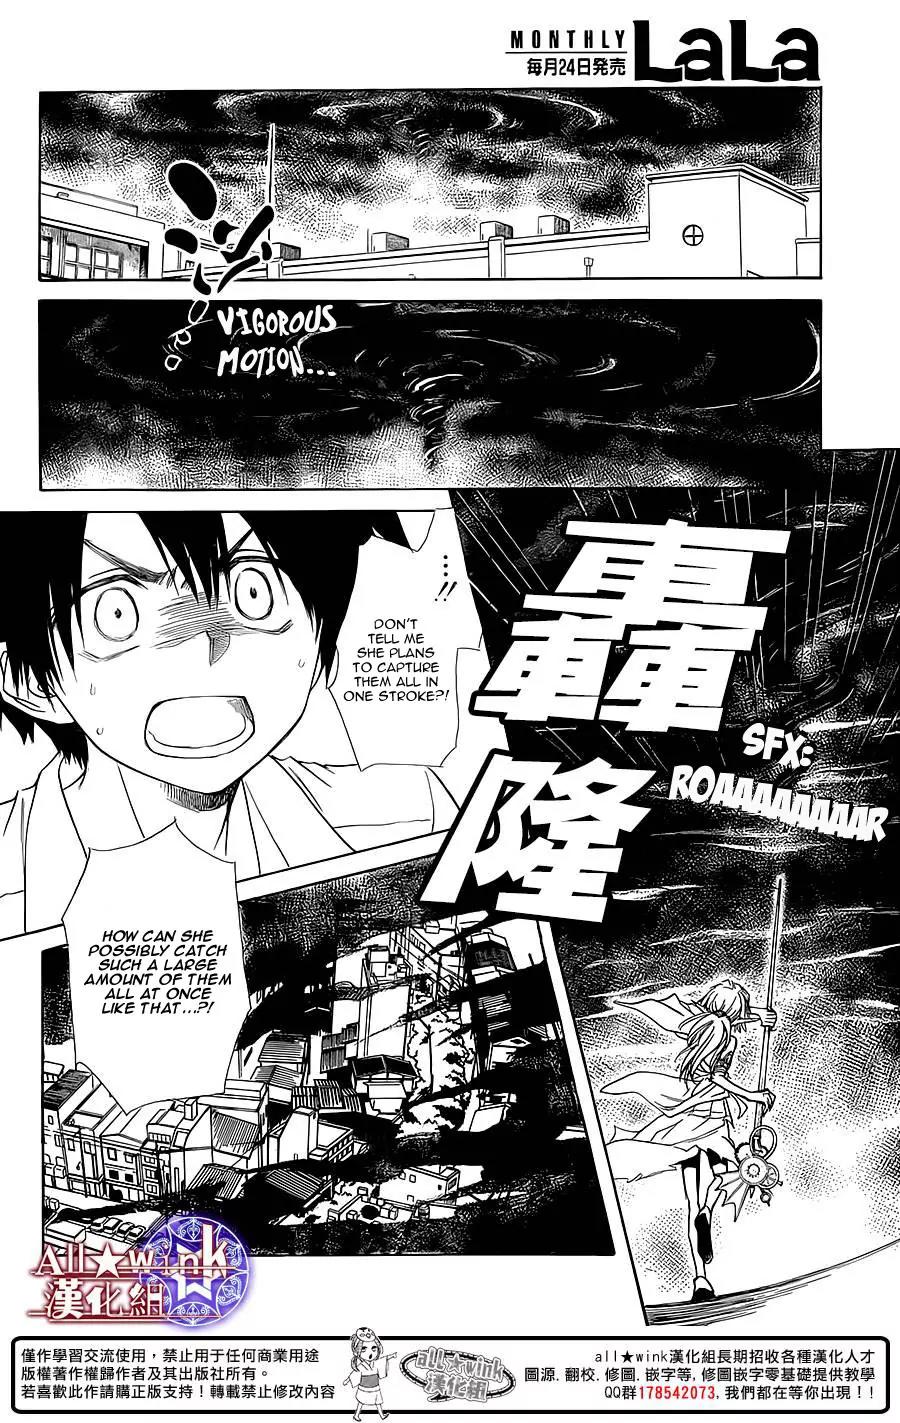 MONTHLY
毎月24日発売
LaLa
ORO
VIGOROUS
MOTION...
轟
隆
SFX:
ROAAAAAAAAAR
...!!
DON'T
TELL ME
SHE PLANS
TO CAPTURE
THEM ALL IN
ONE STROKE?!
HOW CAN SHE
POSSIBLY CATCH
SUCH A LARGE
AMOUNT OF THEM
ALL AT ONCE
LIKE THAT...?!
All★wink
漢化組
僅作學習交流使用，禁止用于任何商業用途
版權著作權歸作者及其出版社所有。
若喜歡此作請購正版支持！轉載禁止修改內容
all★wink
漢化組
all★wink漢化組長期招收各種漢化人才
圖源.翻校.修圖.嵌字等,修圖嵌字零基礎提供教學
QQ群178542073,我們都在等你出現!!